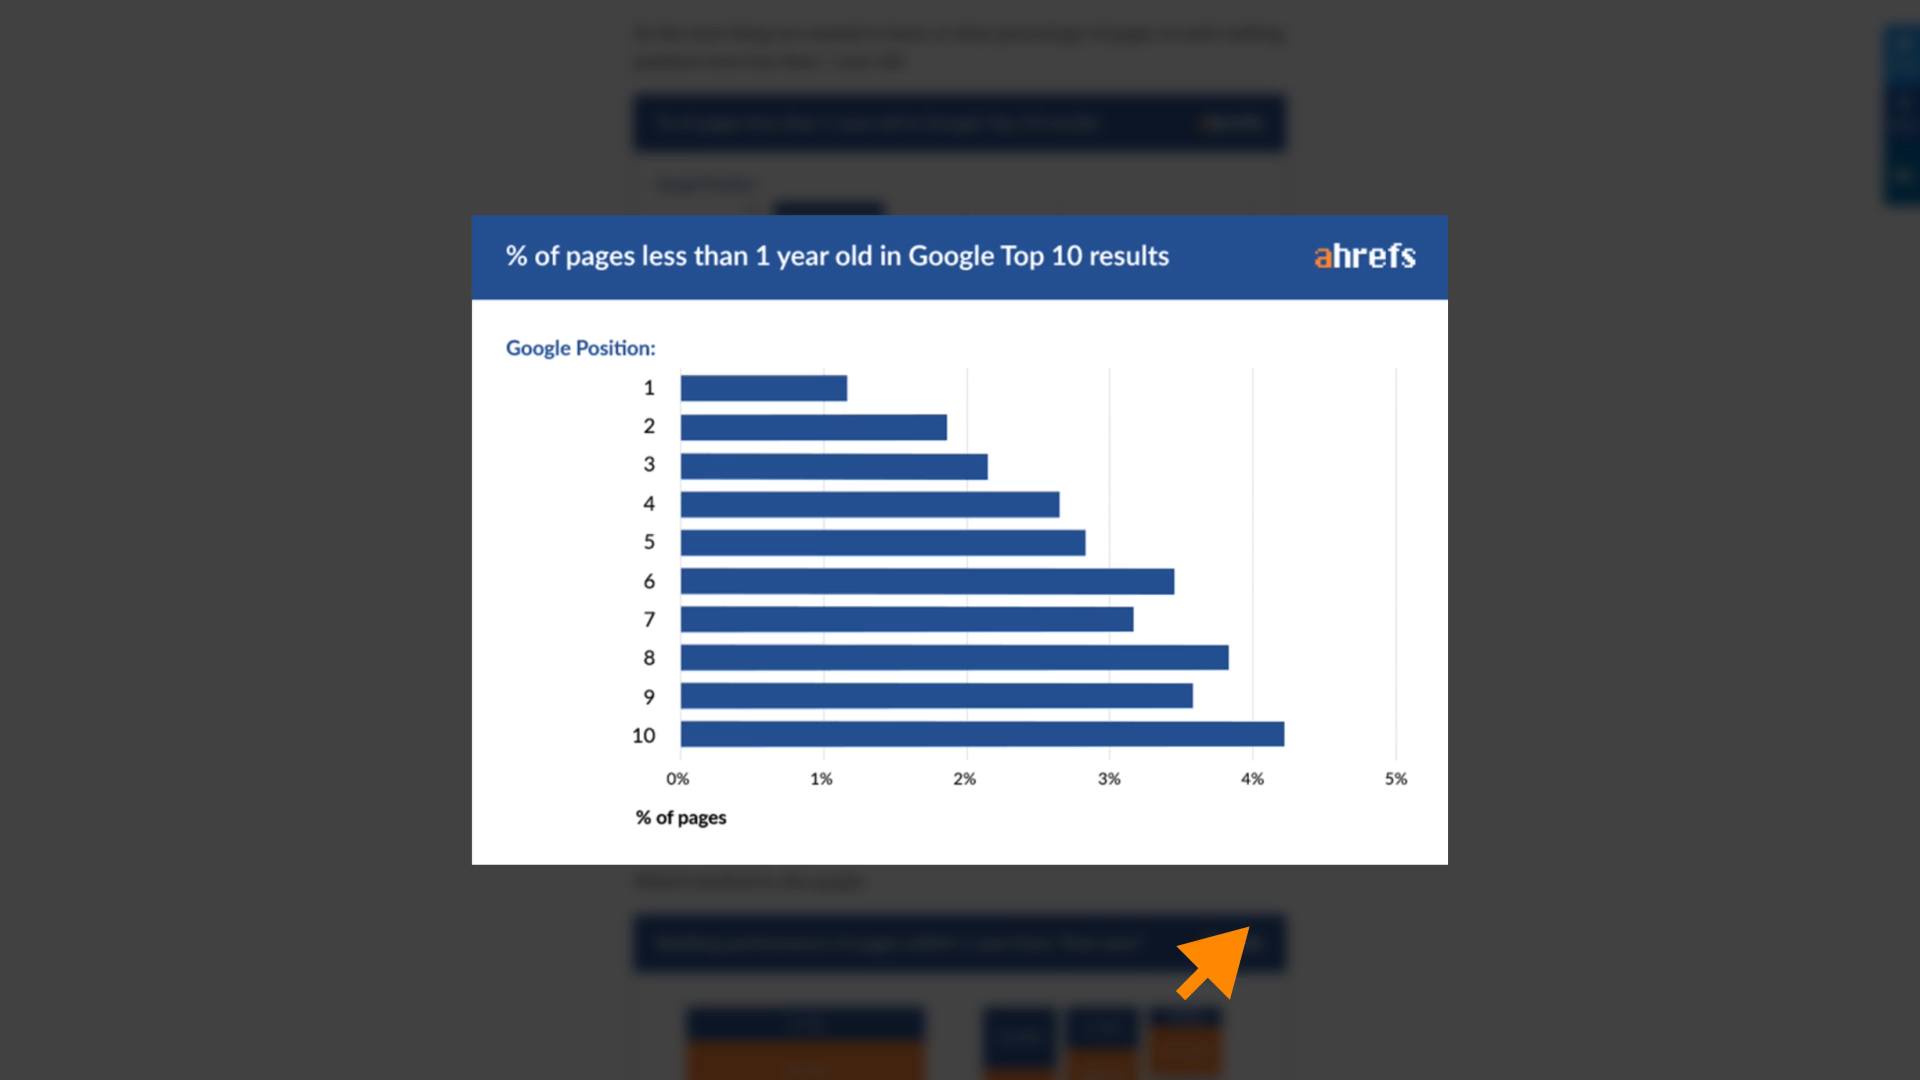 % of pages less than 1 year old in Google Top 10 results
ahrefs
Google Position:
1
2
3
4
5
6
7
8
9
10
0% 1% 2% 3% 4% 5%
% of pages